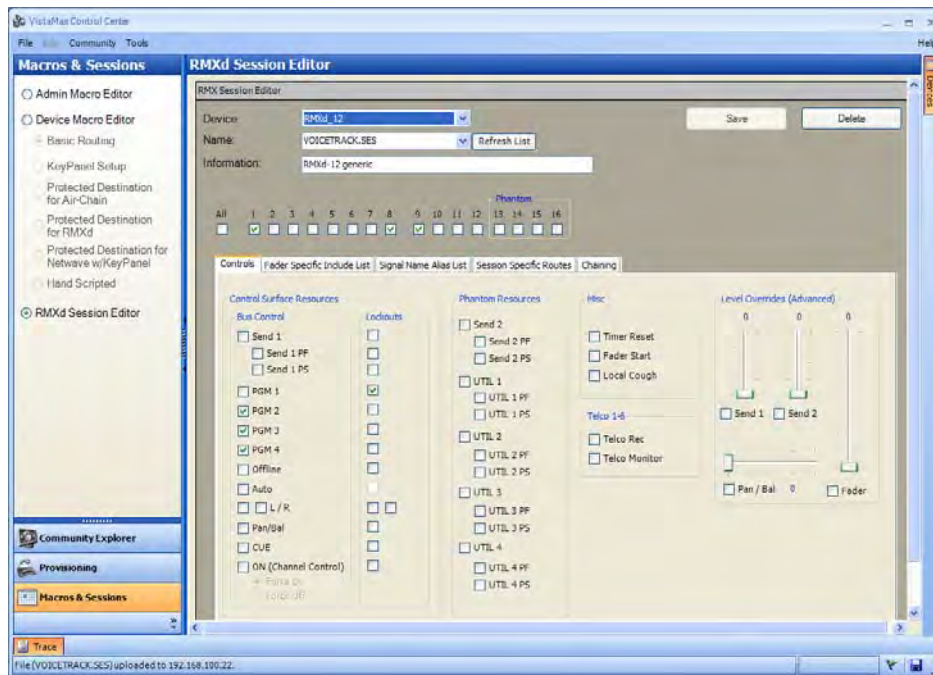 VistaMax Control Center
File Community Tools
Help
Macros & Sessions
Admin Macro Editor
Device Macro Editor
Basic Routing
KeyPanel Setup
Protected Destination
for Air-Chain
Protected Destination
for RMXd
Protected Destination for
Netwave w/KeyPanel
Hand Scripted
RMXd Session Editor
Community Explorer
Provisioning
Macros & Sessions
RMXd Session Editor
RMX Session Editor
Device RMXd_12
Save Delete
Name: VOICETRACK.SES Refresh List
Information: RMXd-12 generic
Phantom
All 1 2 3 4 5 6 7 8 9 10 11 12 13 14 15 16
Controls Fader Specific Include List Signal Name Alias List Session Specific Routes Chaining
Control Surface Resources
Bus Control Lockouts
Send 1
Send 1 PF
Send 1 PS
PGM 1
PGM 2
PGM 3
PGM 4
Offline
Auto
L / R
Pan/Bal
CUE
ON (Channel Control)
Force On
Force Off
Phantom Resources
Send 2
Send 2 PF
Send 2 PS
UTIL 1
UTIL 1 PF
UTIL 1 PS
UTIL 2
UTIL 2 PF
UTIL 2 PS
UTIL 3
UTIL 3 PF
UTIL 3 PS
UTIL 4
UTIL 4 PF
UTIL 4 PS
Misc
Timer Reset
Fader Start
Local Cough
Telco 1-6
Telco Rec
Telco Monitor
Level Overrides (Advanced)
0 0 0
Send 1 Send 2
Pan / Bal 0 Fader
Devices
Trace
File (VOICETRACK.SES) uploaded to 192.168.100.22.